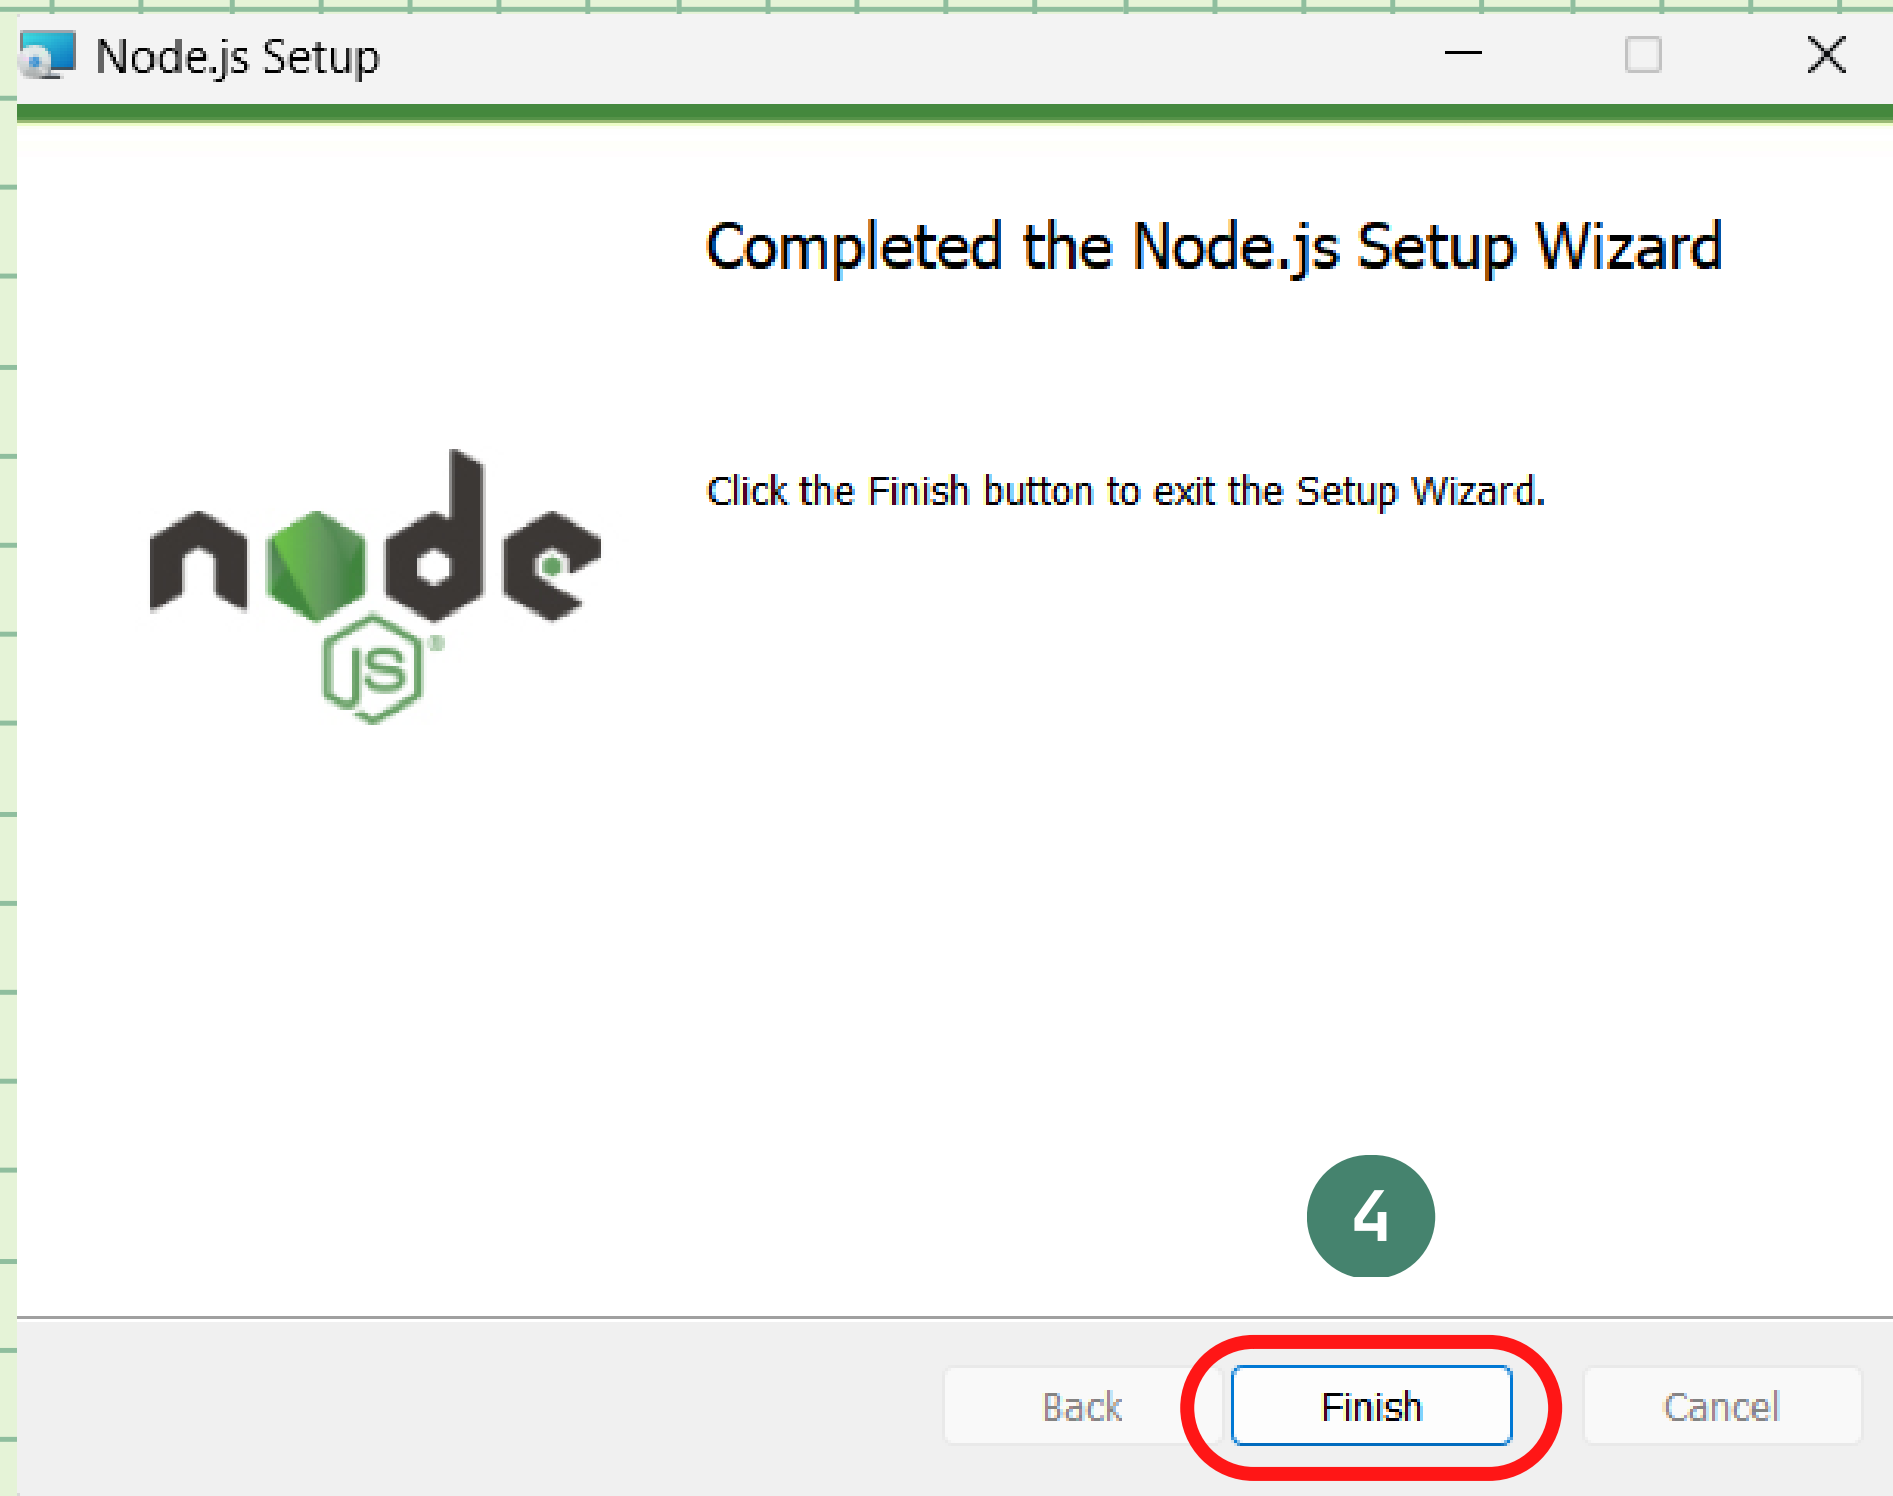 Node.js Setup
Completed the Node.js Setup Wizard
Click the Finish button to exit the Setup Wizard.
node
JS®
4
Back
Finish
Cancel